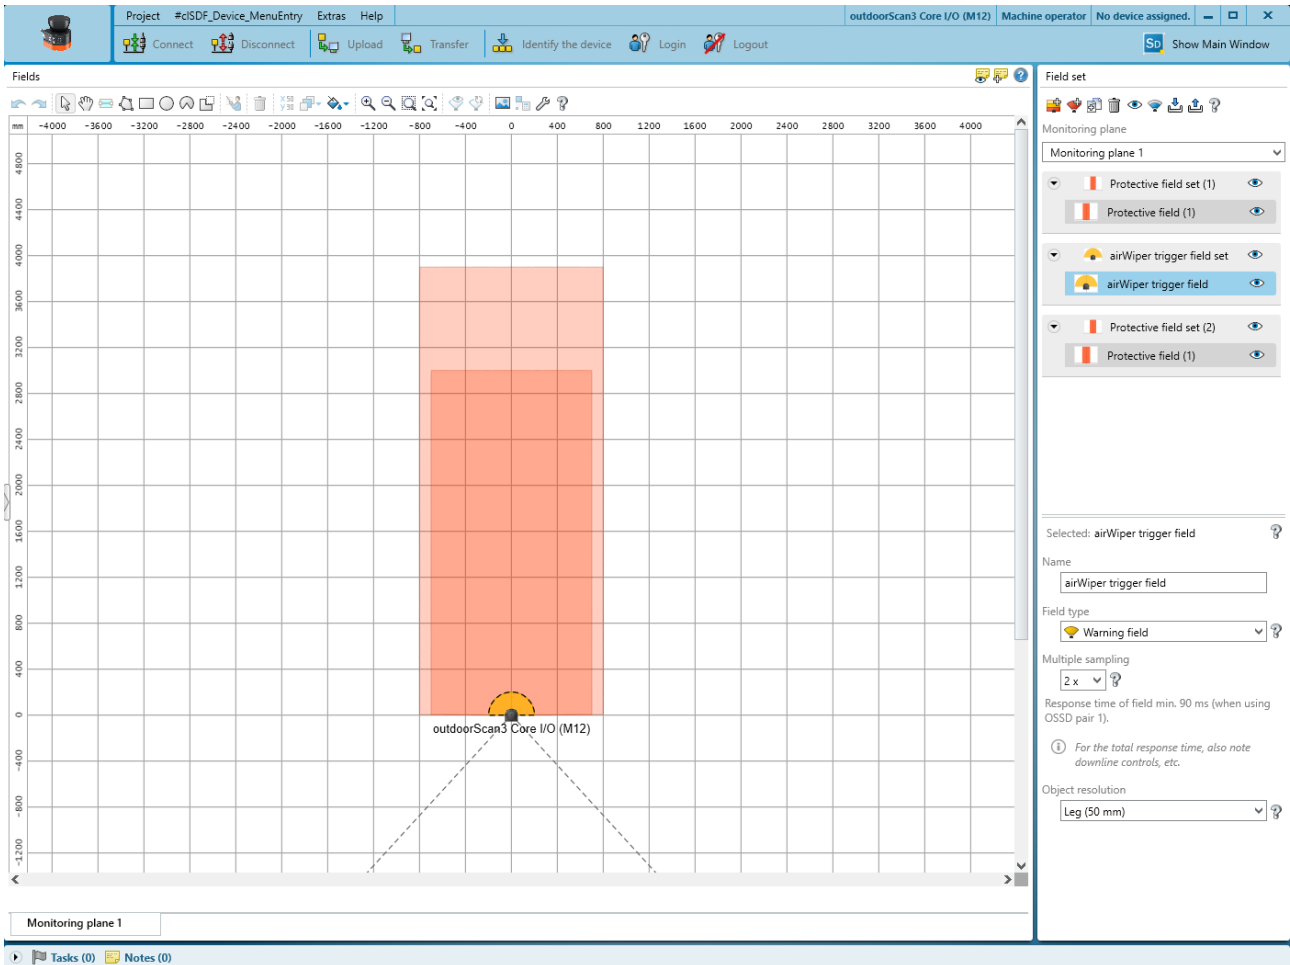 Project #clSDF_Device_MenuEntry Extras Help outdoorScan3 Core I/O (M12) Machine operator No device assigned.
Connect Disconnect Upload Transfer Identify the device Login Logout SD Show Main Window
Fields
mm -4000 -3600 -3200 -2800 -2400 -2000 -1600 -1200 -800 -400 0 400 800 1200 1600 2000 2400 2800 3200 3600 4000
4800
4400
4000
3600
3200
2800
2400
2000
1600
1200
800
400
0
-400
-800
-1200
outdoorScan3 Core I/O (M12)
Monitoring plane 1
Field set
Monitoring plane
Monitoring plane 1
Protective field set (1)
Protective field (1)
airWiper trigger field set
airWiper trigger field
Protective field set (2)
Protective field (1)
Selected: airWiper trigger field
Name
airWiper trigger field
Field type
Warning field
Multiple sampling
2 x
Response time of field min. 90 ms (when using
OSSD pair 1).
For the total response time, also note
downline controls, etc.
Object resolution
Leg (50 mm)
Tasks (0) Notes (0)